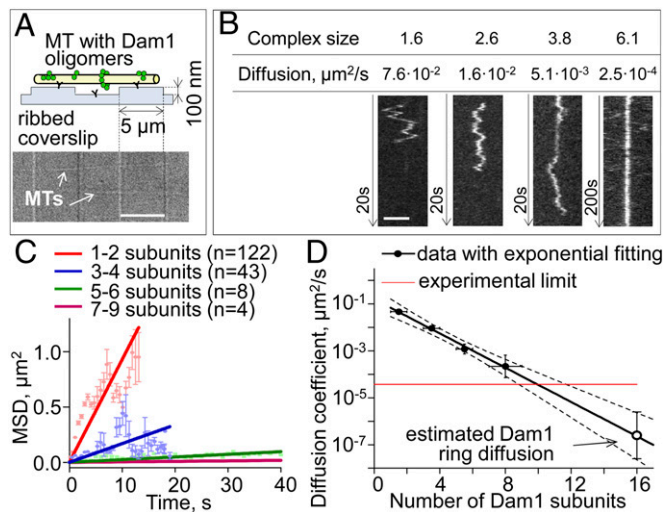 A
MT with Dam1
oligomers
100 nm
ribbed
coverslip
5 µm
MTs
B
Complex size 1.6 2.6 3.8 6.1
Diffusion, µm²/s 7.6·10⁻² 1.6·10⁻² 5.1·10⁻³ 2.5·10⁻⁴
20s 20s 20s 200s
C
1-2 subunits (n=122)
3-4 subunits (n=43)
5-6 subunits (n=8)
7-9 subunits (n=4)
MSD, µm²
1.0
0.5
0.0
0 10 20 30 40
Time, s
D
data with exponential fitting
experimental limit
Diffusion coefficient, µm²/s
10⁻¹
10⁻³
10⁻⁵
10⁻⁷
estimated Dam1
ring diffusion
0 4 8 12 16
Number of Dam1 subunits